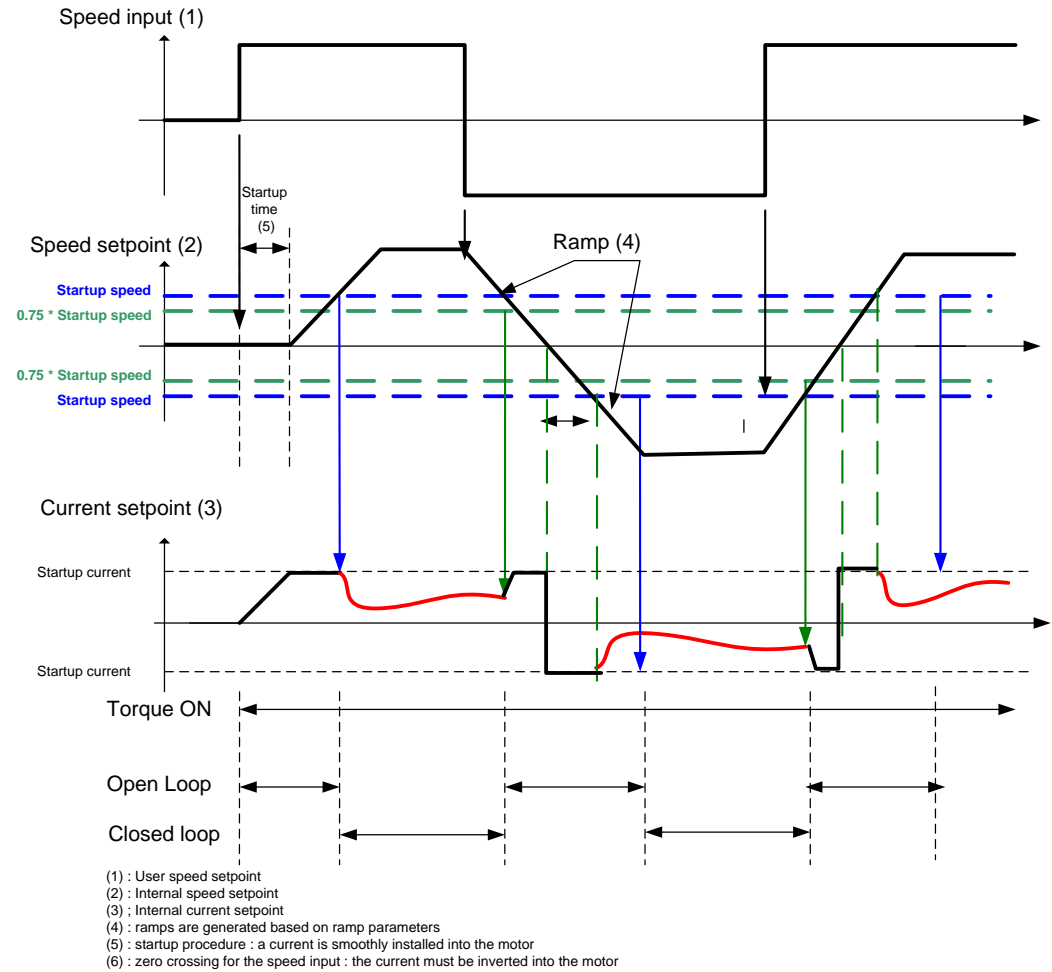 Speed input (1)
Startup
time
(5)
Speed setpoint (2)
Ramp (4)
Startup speed
0.75 * Startup speed
0.75 * Startup speed
Startup speed
Current setpoint (3)
Startup current
Startup current
Torque ON
Open Loop
Closed loop
(1) : User speed setpoint
(2) : Internal speed setpoint
(3) ; Internal current setpoint
(4) : ramps are generated based on ramp parameters
(5) : startup procedure : a current is smoothly installed into the motor
(6) : zero crossing for the speed input : the current must be inverted into the motor